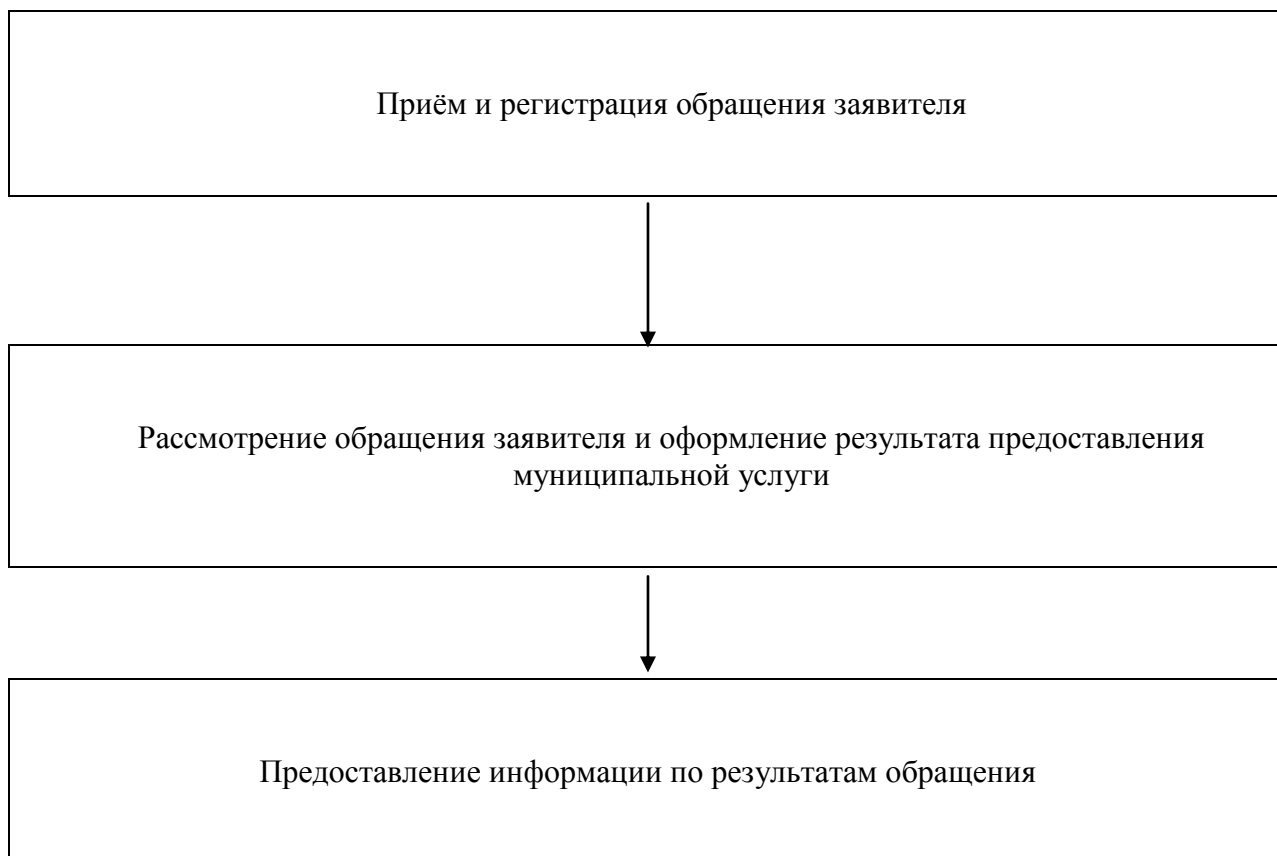 Приём и регистрация обращения заявителя
Рассмотрение обращения заявителя и оформление результата предоставления
муниципальной услуги
Предоставление информации по результатам обращения